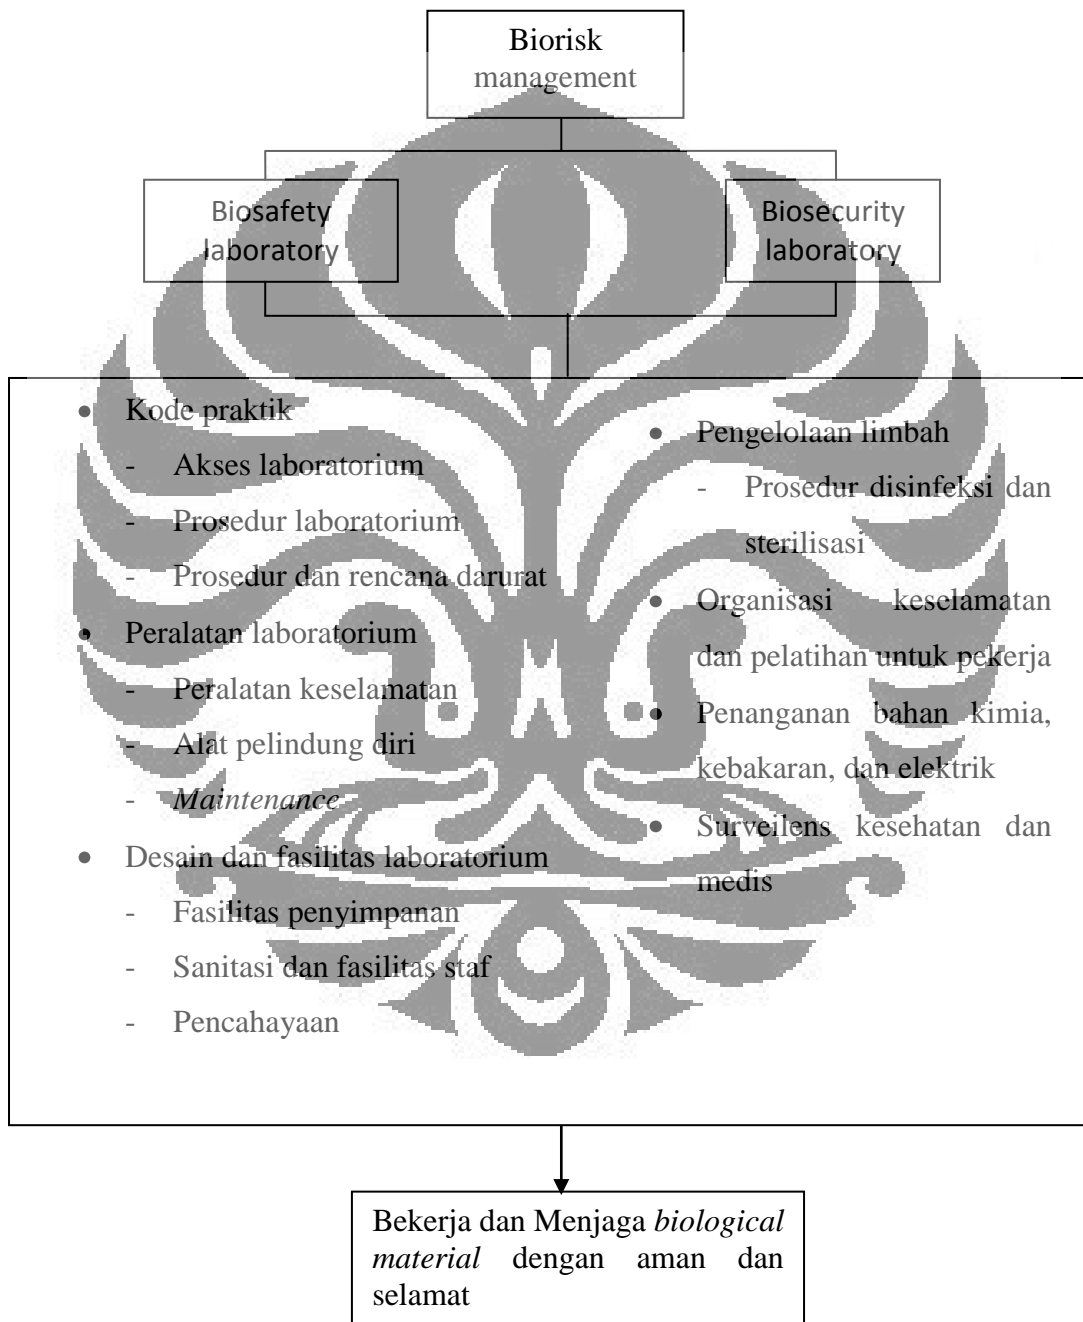 Biorisk
management
Biosafety
laboratory
Biosecurity
laboratory
• Kode praktik
- Akses laboratorium
- Prosedur laboratorium
- Prosedur dan rencana darurat
• Peralatan laboratorium
- Peralatan keselamatan
- Alat pelindung diri
- Maintenance
• Desain dan fasilitas laboratorium
- Fasilitas penyimpanan
- Sanitasi dan fasilitas staf
- Pencahayaan
• Pengelolaan limbah
- Prosedur disinfeksi dan
sterilisasi
• Organisasi keselamatan
dan pelatihan untuk pekerja
• Penanganan bahan kimia,
kebakaran, dan elektrik
• Surveilens kesehatan dan
medis
Bekerja dan Menjaga biological
material dengan aman dan
selamat